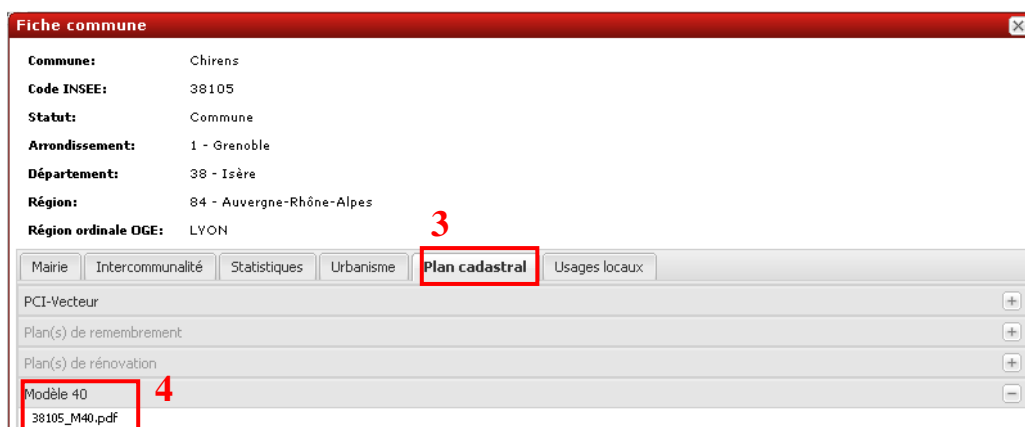 Fiche commune
Commune: Chirens
Code INSEE: 38105
Statut: Commune
Arrondissement: 1 - Grenoble
Département: 38 - Isère
Région: 84 - Auvergne-Rhône-Alpes
Région ordinale OGE: LYON
3
Mairie Intercommunalité Statistiques Urbanisme Plan cadastral Usages locaux
PCI-Vecteur
Plan(s) de remembrement
Plan(s) de rénovation
Modèle 40 4
38105_M40.pdf